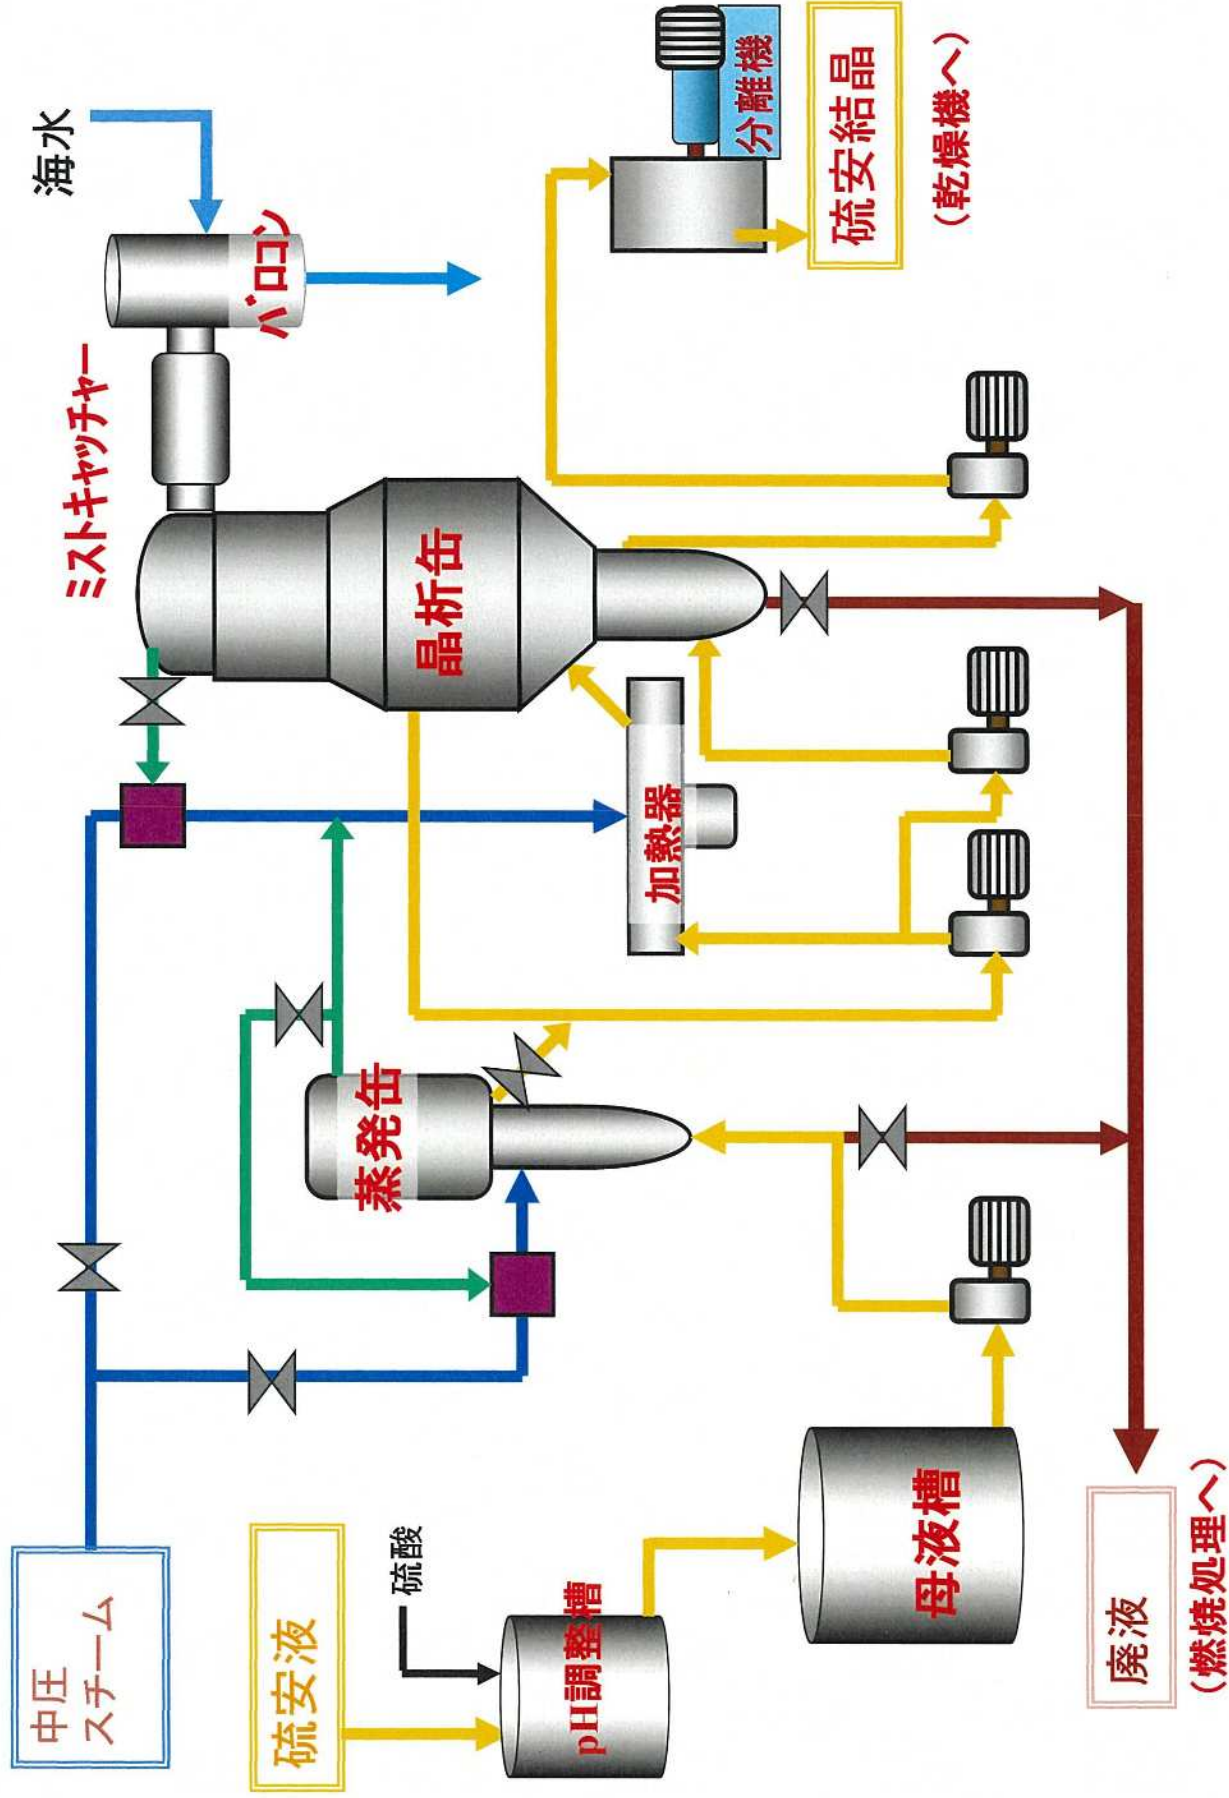 中圧
スチーム
硫安液
硫酸
pH調整槽
母液槽
廃液
(燃焼処理へ)
蒸発缶
加熱器
晶析缶
ミストキャッチャー
バロコン
海水
分離機
硫安結晶
(乾燥機へ)